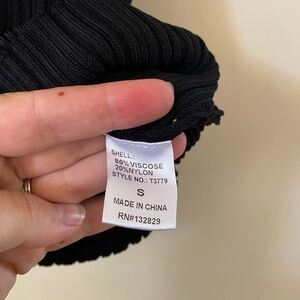 SHELL:
80%VISCOSE
20%NYLON
STYLE NO.: T3779
S
MADE IN CHINA
RN#132829